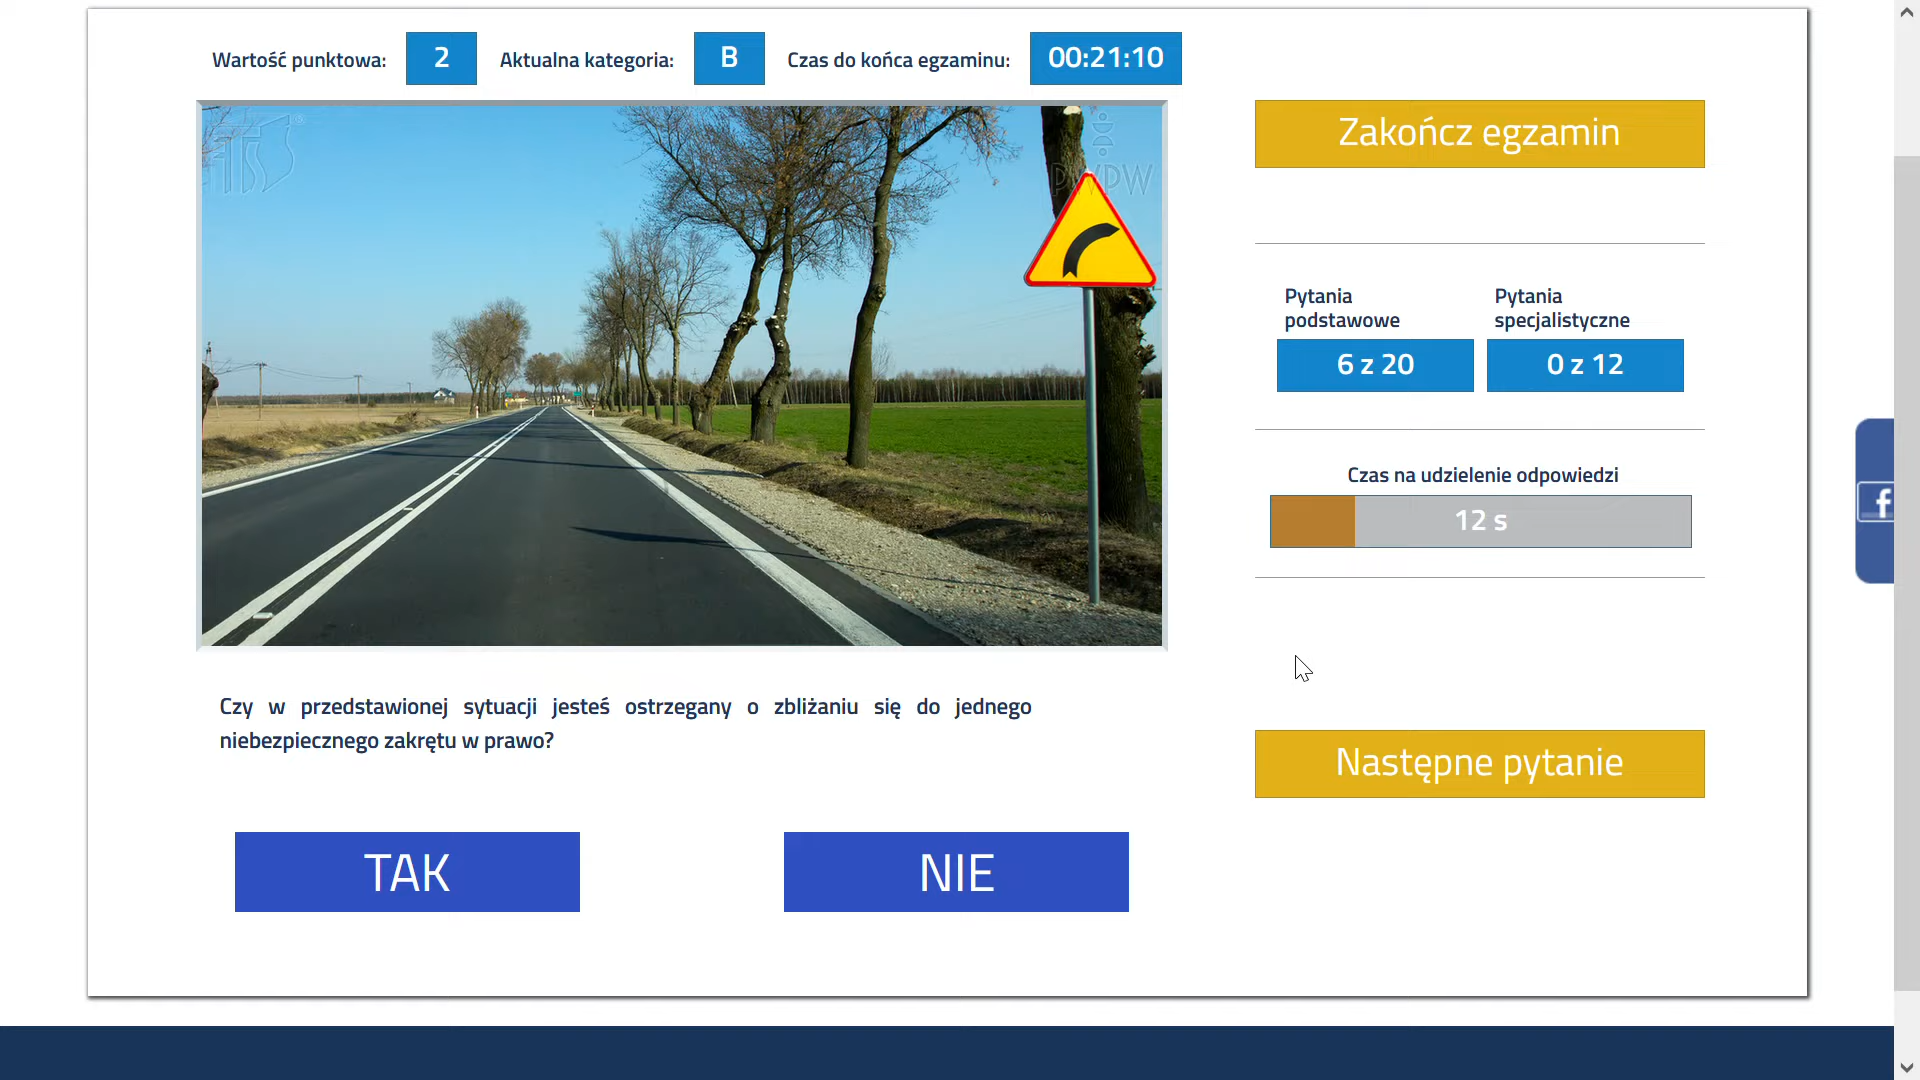 Wartość punktowa: 2 Aktualna kategoria: B Czas do końca egzaminu: 00:21:10
Zakończ egzamin
PWPW
Pytania podstawowe
6 z 20
Pytania specjalistyczne
0 z 12
Czas na udzielenie odpowiedzi
12 s
Czy w przedstawionej sytuacji jesteś ostrzegany o zbliżaniu się do jednego
niebezpiecznego zakrętu w prawo?
Następne pytanie
TAK
NIE